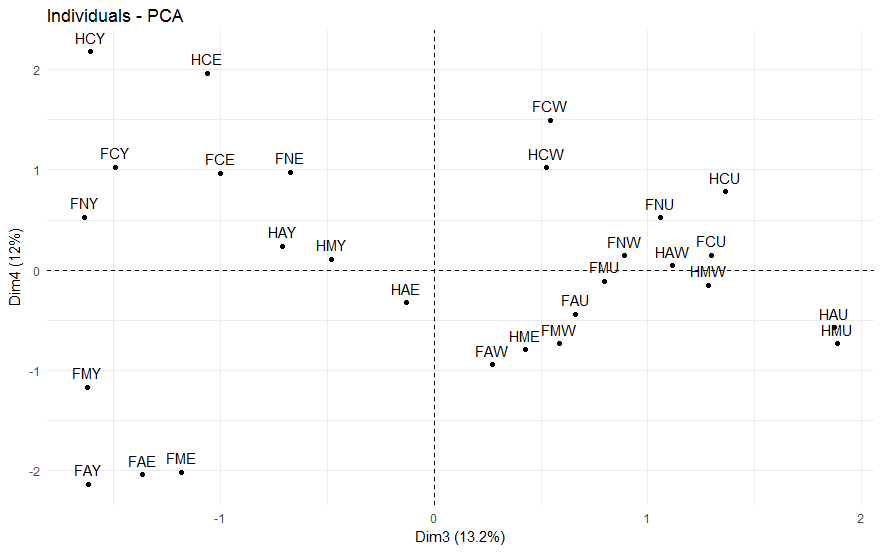 Individuals - PCA
HCY
HCE
FCW
FCY
FCE
FNE
HCW
HCU
FNY
FNU
HAY
HMY
FNW
HAW
FCU
FMU
HMW
HAE
FAU
HAU
HMU
HME
FMW
FAW
FMY
FAY
FAE
FME
2
1
0
-1
-2
Dim4 (12%)
-1
0
1
2
Dim3 (13.2%)